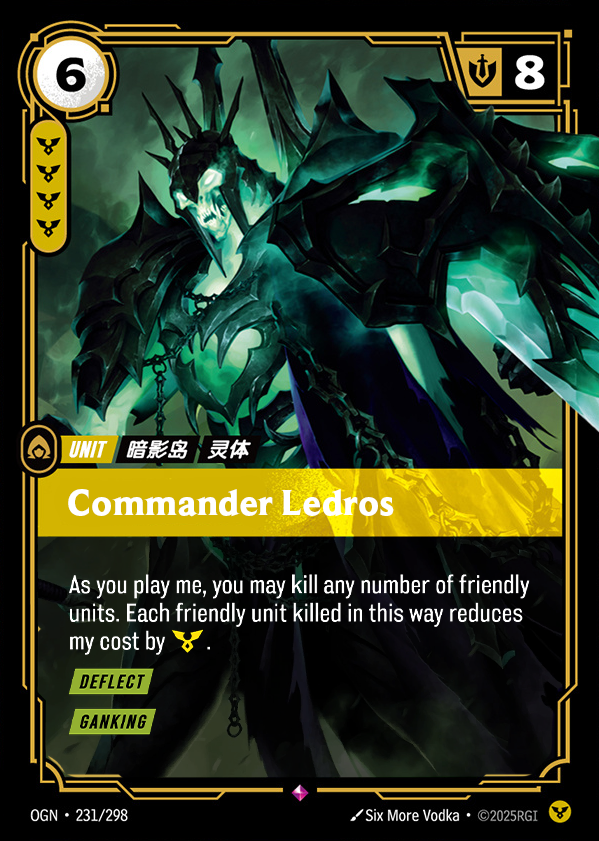 6
8
UNIT 暗影岛 灵体
Commander Ledros
As you play me, you may kill any number of friendly
units. Each friendly unit killed in this way reduces
my cost by .
DEFLECT
GANKING
OGN • 231/298
Six More Vodka • ©2025RGI